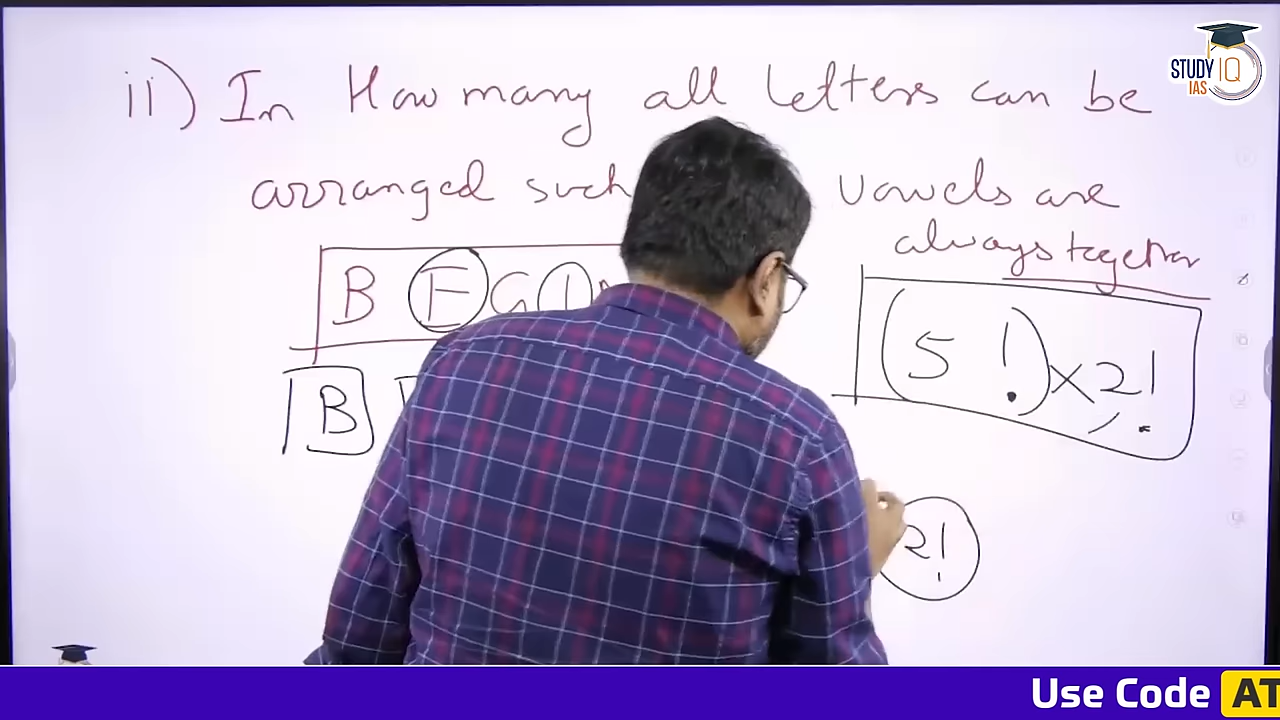 ii) In How many all letters can be
arranged such vowels are
always together
B E G I
(5!) x 2!
B
2!
STUDY IQ
IAS
Use Code AT